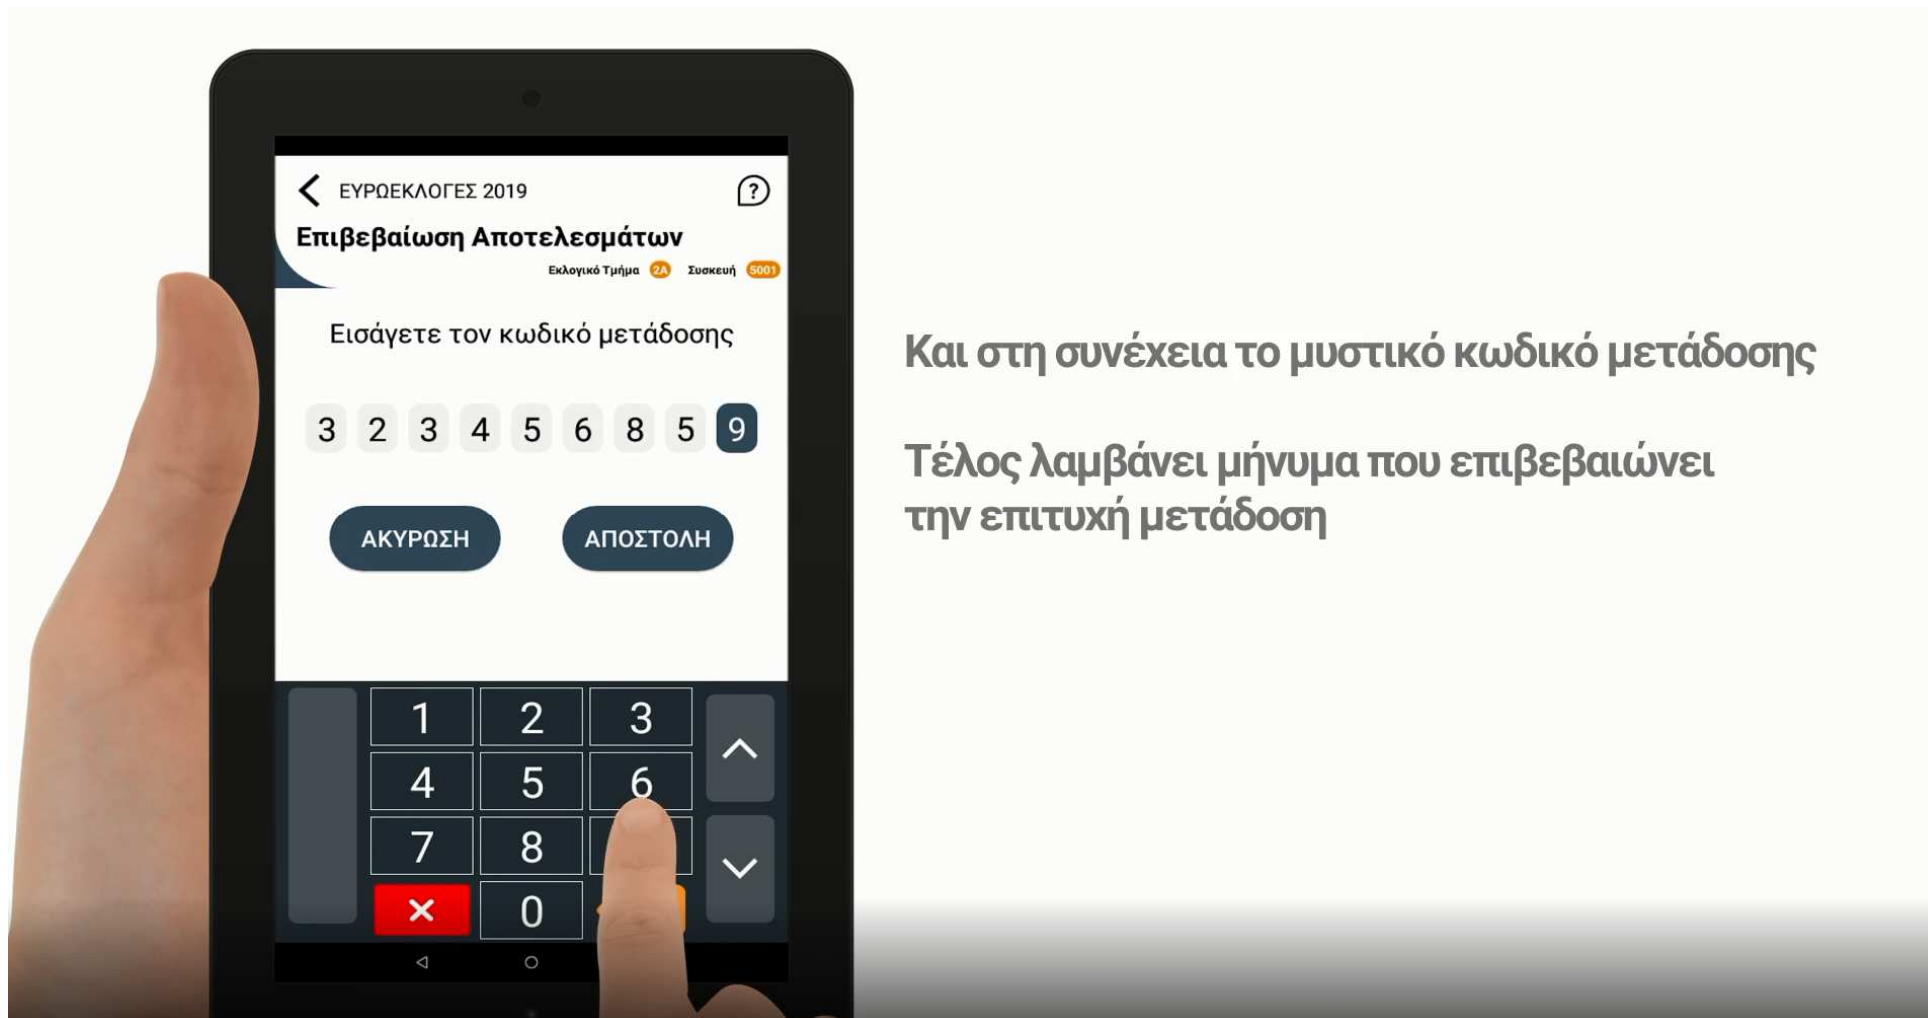 ΕΥΡΩΕΚΛΟΓΕΣ 2019
?
Επιβεβαίωση Αποτελεσμάτων
Εκλογικό Τμήμα 2Α Συσκευή 5001
Εισάγετε τον κωδικό μετάδοσης
3 2 3 4 5 6 8 5 9
ΑΚΥΡΩΣΗ ΑΠΟΣΤΟΛΗ
1 2 3
4 5 6
7 8
0
Και στη συνέχεια το μυστικό κωδικό μετάδοσης
Τέλος λαμβάνει μήνυμα που επιβεβαιώνει
την επιτυχή μετάδοση